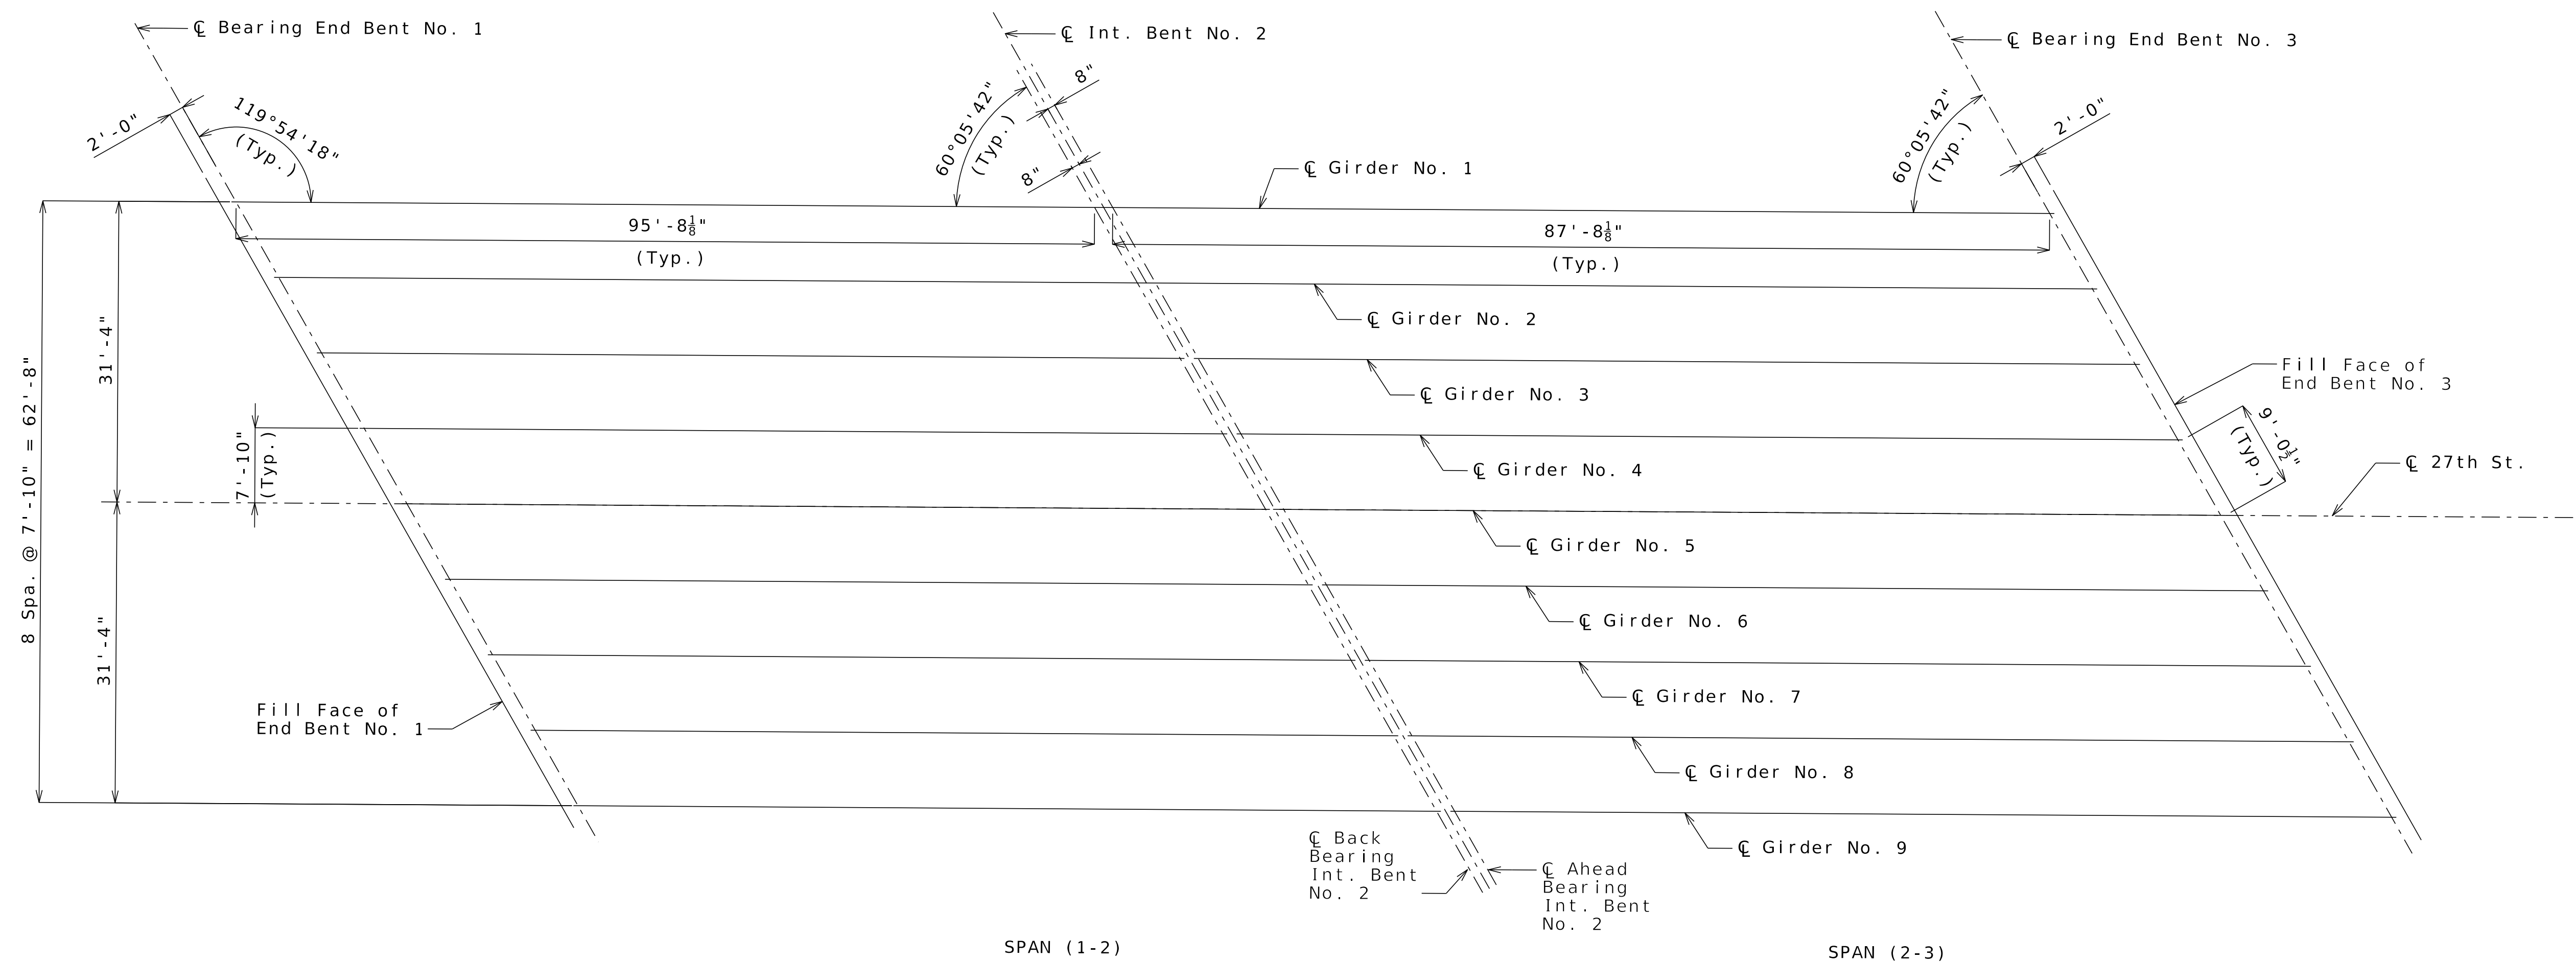 ℄ Bearing End Bent No. 1
℄ Int. Bent No. 2
℄ Bearing End Bent No. 3
2'-0"
119°54'18"
(Typ.)
60°05'42"
(Typ.)
8"
8"
60°05'42"
(Typ.)
2'-0"
℄ Girder No. 1
95'-8⅛"
(Typ.)
87'-8⅛"
(Typ.)
℄ Girder No. 2
℄ Girder No. 3
℄ Girder No. 4
℄ Girder No. 5
℄ Girder No. 6
℄ Girder No. 7
℄ Girder No. 8
℄ Girder No. 9
8 Spa. @ 7'-10" = 62'-8"
31'-4"
31'-4"
7'-10"
(Typ.)
Fill Face of
End Bent No. 3
9'-0½"
(Typ.)
℄ 27th St.
Fill Face of
End Bent No. 1
℄ Back
Bearing
Int. Bent
No. 2
℄ Ahead
Bearing
Int. Bent
No. 2
SPAN (1-2)
SPAN (2-3)